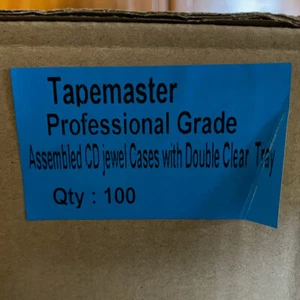 Tapemaster
Professional Grade
Assembled CD jewel Cases with Double Clear Tray
Qty : 100